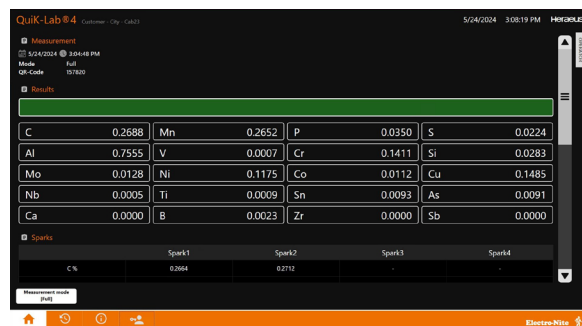 QuiK-Lab®4 Customer - City - Cab23 5/24/2024 3:08:19 PM Heraeus
Measurement
5/24/2024 3:04:48 PM
Mode Full
QR-Code 157820
Results
C 0.2688 Mn 0.2652 P 0.0350 S 0.0224
Al 0.7555 V 0.0007 Cr 0.1411 Si 0.0283
Mo 0.0128 Ni 0.1175 Co 0.0112 Cu 0.1485
Nb 0.0005 Ti 0.0009 Sn 0.0093 As 0.0091
Ca 0.0000 B 0.0023 Zr 0.0000 Sb 0.0000
Sparks
Spark1 Spark2 Spark3 Spark4
C % 0.2664 0.2712 - -
Measurement mode
[Full]
Electro-Nite